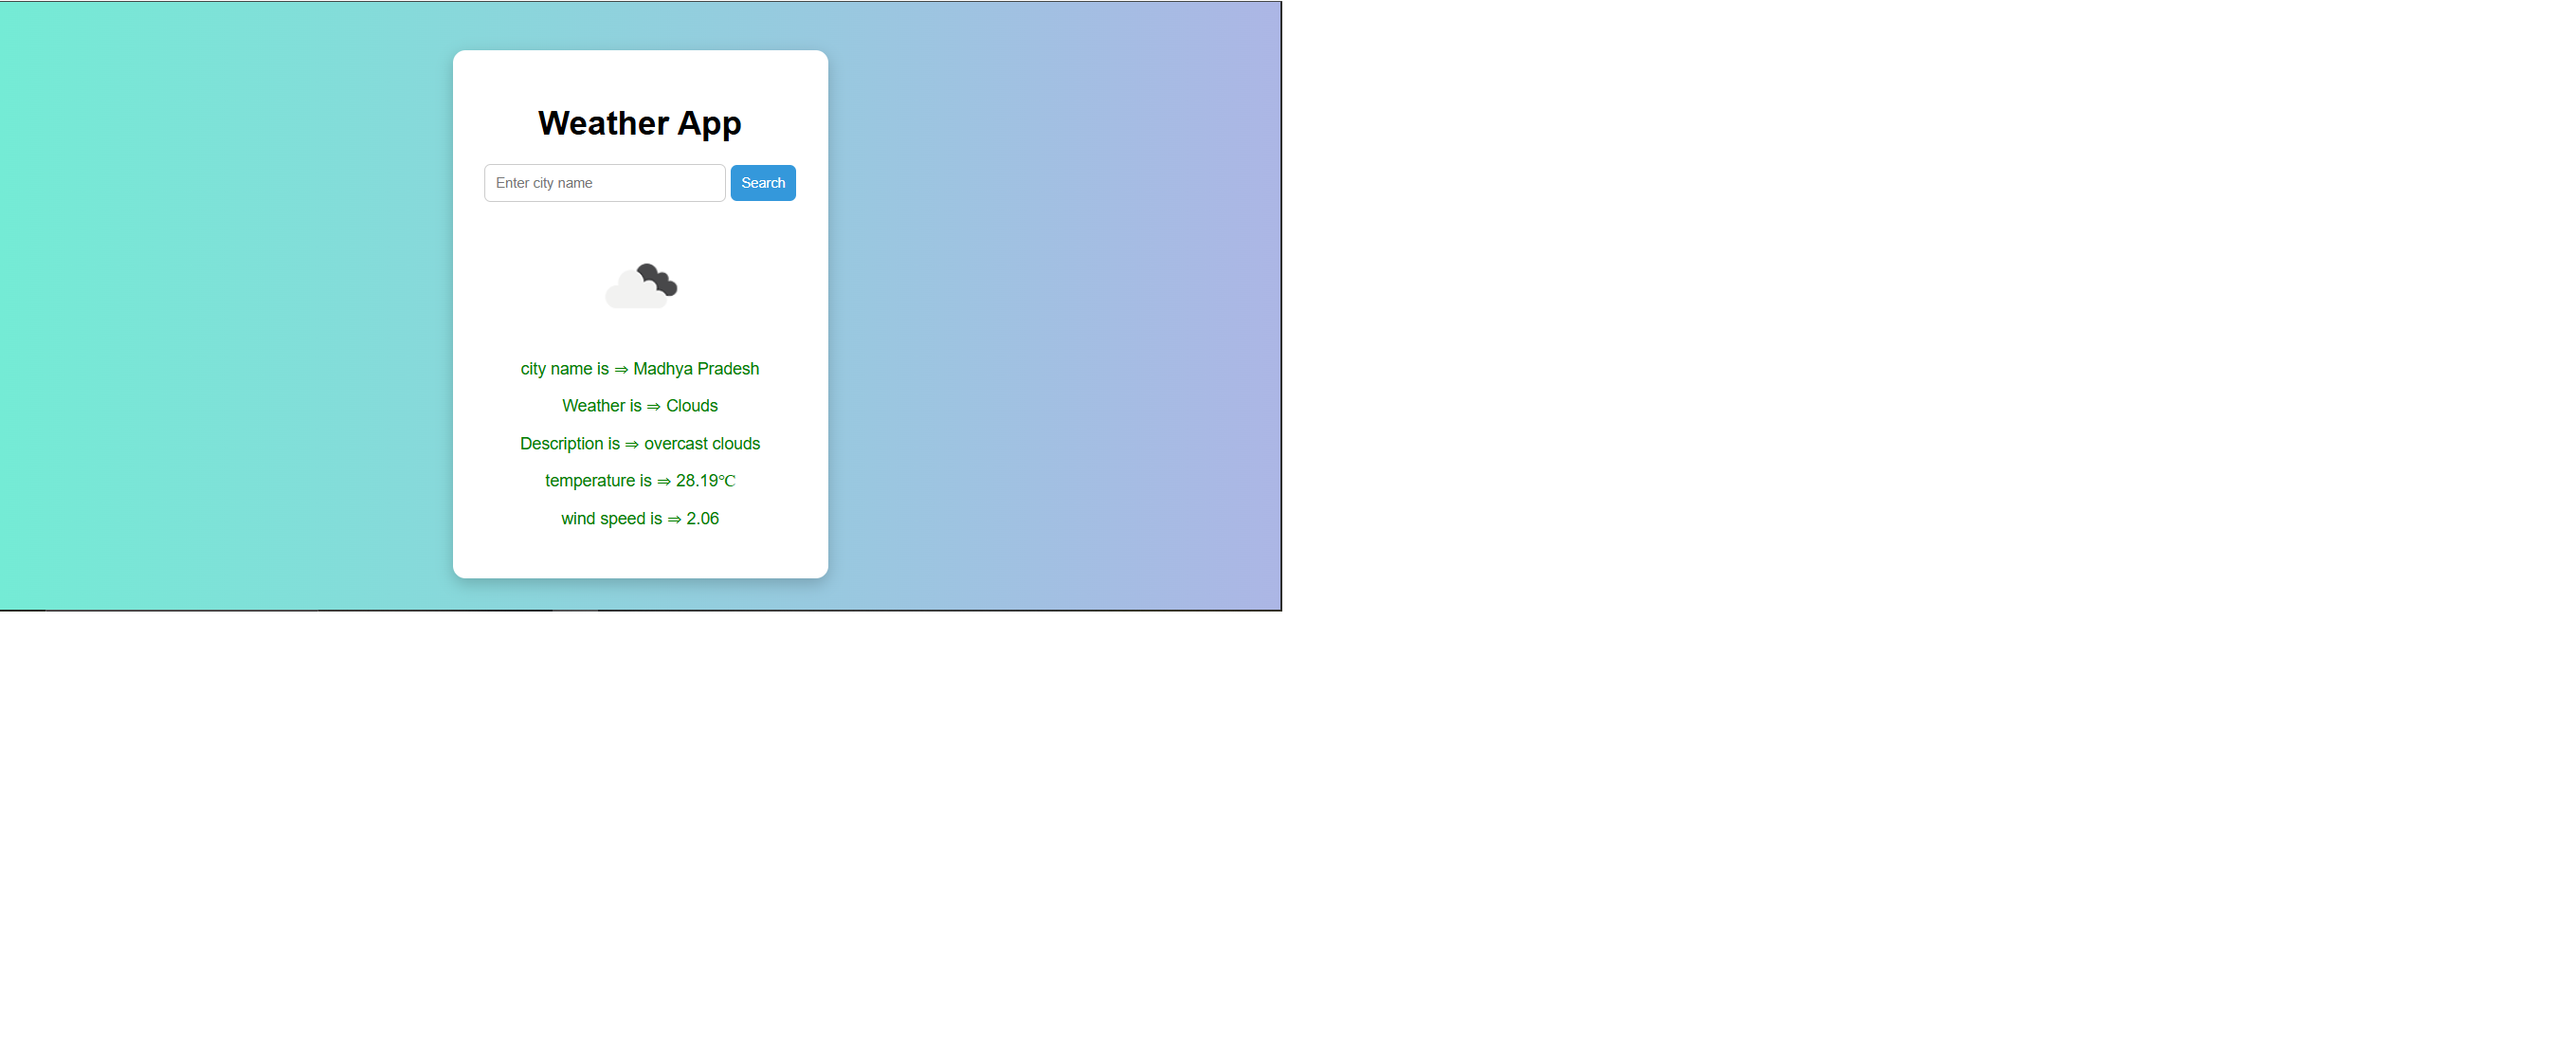 Weather App
Enter city name Search
city name is ⇒ Madhya Pradesh
Weather is ⇒ Clouds
Description is ⇒ overcast clouds
temperature is ⇒ 28.19℃
wind speed is ⇒ 2.06